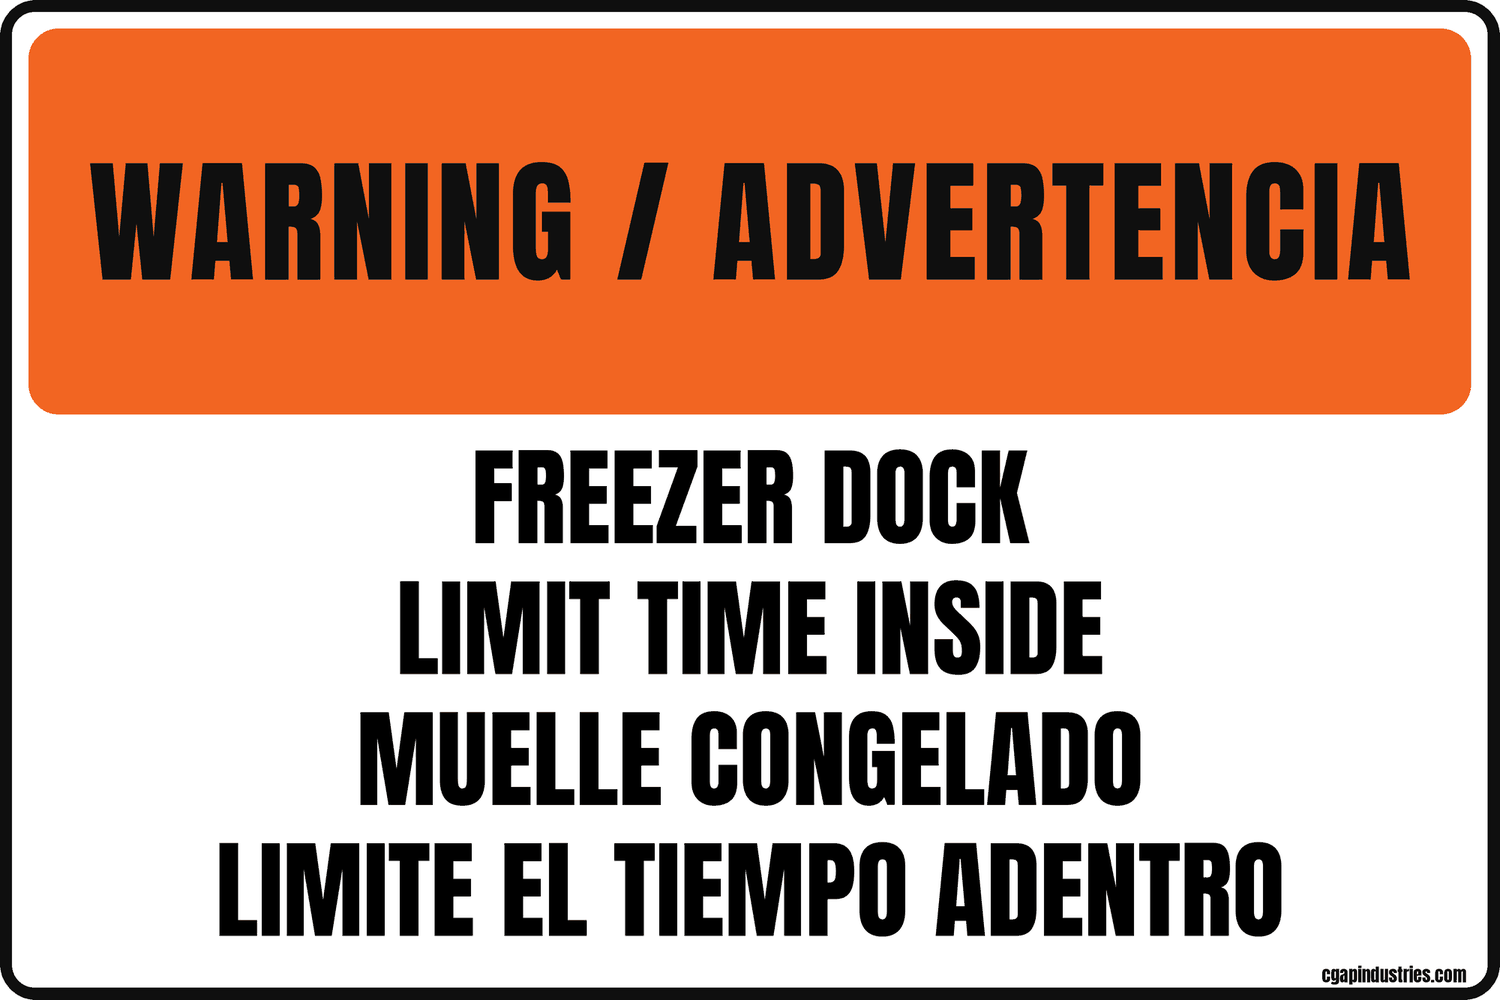 WARNING / ADVERTENCIA
FREEZER DOCK
LIMIT TIME INSIDE
MUELLE CONGELADO
LIMITE EL TIEMPO ADENTRO
cgapindustries.com